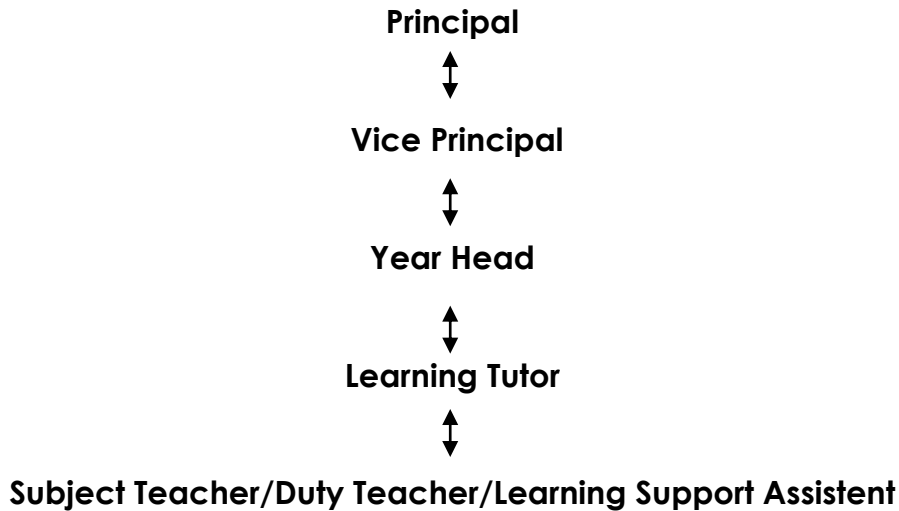 Principal
Vice Principal
Year Head
Learning Tutor
Subject Teacher/Duty Teacher/Learning Support Assistent